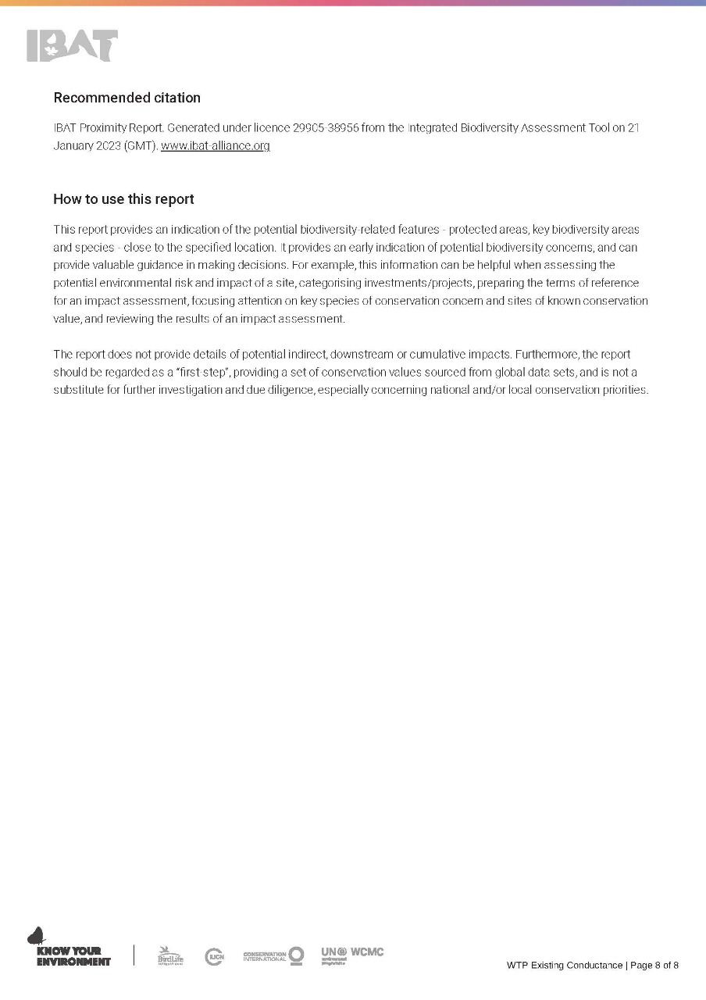 IBAT
Recommended citation
IBAT Proximity Report. Generated under licence 29905-38956 from the Integrated Biodiversity Assessment Tool on 21
January 2023 (GMT). www.ibat-alliance.org
How to use this report
This report provides an indication of the potential biodiversity-related features - protected areas, key biodiversity areas
and species - close to the specified location. It provides an early indication of potential biodiversity concerns, and can
provide valuable guidance in making decisions. For example, this information can be helpful when assessing the
potential environmental risk and impact of a site, categorising investments/projects, preparing the terms of reference
for an impact assessment, focusing attention on key species of conservation concern and sites of known conservation
value, and reviewing the results of an impact assessment.
The report does not provide details of potential indirect, downstream or cumulative impacts. Furthermore, the report
should be regarded as a “first-step”, providing a set of conservation values sourced from global data sets, and is not a
substitute for further investigation and due diligence, especially concerning national and/or local conservation priorities.
KNOW YOUR
ENVIRONMENT
BirdLife
INTERNATIONAL
IUCN
CONSERVATION
INTERNATIONAL
UN WCMC
environment
programme
WTP Existing Conductance | Page 8 of 8